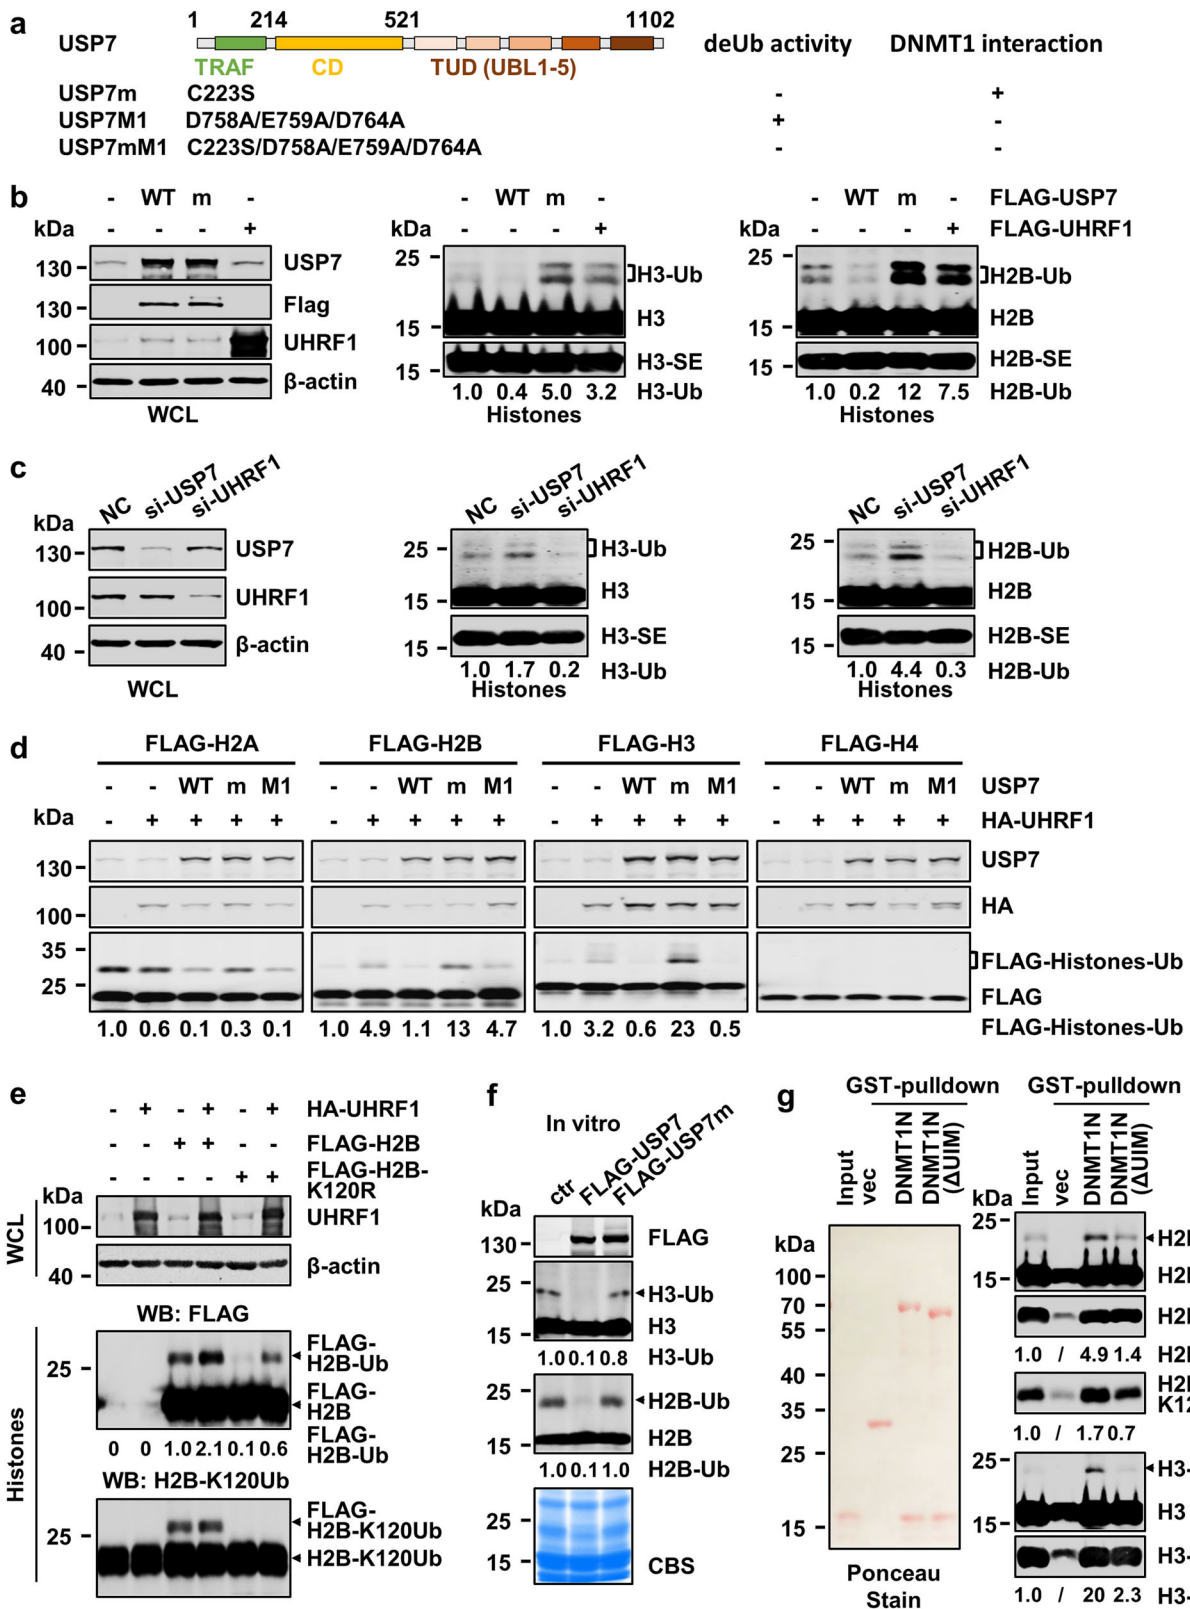 a
1 214 521 1102
USP7
TRAF CD TUD (UBL1-5)
deUb activity DNMT1 interaction
USP7m C223S - +
USP7M1 D758A/E759A/D764A + -
USP7mM1 C223S/D758A/E759A/D764A - -
b
- WT m - - WT m - - WT m - FLAG-USP7
kDa - - - + kDa - - - + kDa - - - + FLAG-UHRF1
130 USP7
130 Flag
100 UHRF1
40 β-actin
WCL
25 H3-Ub
15 H3
15 H3-SE
1.0 0.4 5.0 3.2 H3-Ub
Histones
25 H2B-Ub
15 H2B
15 H2B-SE
1.0 0.2 12 7.5 H2B-Ub
Histones
c
NC si-USP7 si-UHRF1
kDa
130 USP7
100 UHRF1
40 β-actin
WCL
NC si-USP7 si-UHRF1
25 H3-Ub
15 H3
15 H3-SE
1.0 1.7 0.2 H3-Ub
Histones
NC si-USP7 si-UHRF1
25 H2B-Ub
15 H2B
15 H2B-SE
1.0 4.4 0.3 H2B-Ub
Histones
d
FLAG-H2A FLAG-H2B FLAG-H3 FLAG-H4
- - WT m M1 - - WT m M1 - - WT m M1 - - WT m M1 USP7
kDa - + + + + - + + + + - + + + + - + + + + HA-UHRF1
130 USP7
100 HA
35
25
FLAG-Histones-Ub
FLAG
1.0 0.6 0.1 0.3 0.1 1.0 4.9 1.1 13 4.7 1.0 3.2 0.6 23 0.5 FLAG-Histones-Ub
e
- + - + - + HA-UHRF1
- - + + - - FLAG-H2B
- - - - + + FLAG-H2B-
K120R
kDa
WCL
100 UHRF1
40 β-actin
WB: FLAG
Histones
25
FLAG-
H2B-Ub
FLAG-
H2B
0 0 1.0 2.1 0.1 0.6 FLAG-
H2B-Ub
WB: H2B-K120Ub
25
FLAG-
H2B-K120Ub
H2B-K120Ub
f
In vitro
ctr FLAG-USP7 FLAG-USP7m
kDa
130 FLAG
25 H3-Ub
15 H3
1.0 0.1 0.8 H3-Ub
25 H2B-Ub
15 H2B
1.0 0.1 1.0 H2B-Ub
25
15 CBS
g
GST-pulldown
Input vec DNMT1N DNMT1N
(ΔUIM)
kDa
100
70
55
40
35
25
15
Ponceau
Stain
GST-pulldown
Input vec DNMT1N DNMT1N
(ΔUIM)
kDa
25 H2
15 H2
H2
1.0 / 4.9 1.4 H2
H2
K12
1.0 / 1.7 0.7
25 H3-
15 H3
H3-
1.0 / 20 2.3 H3-